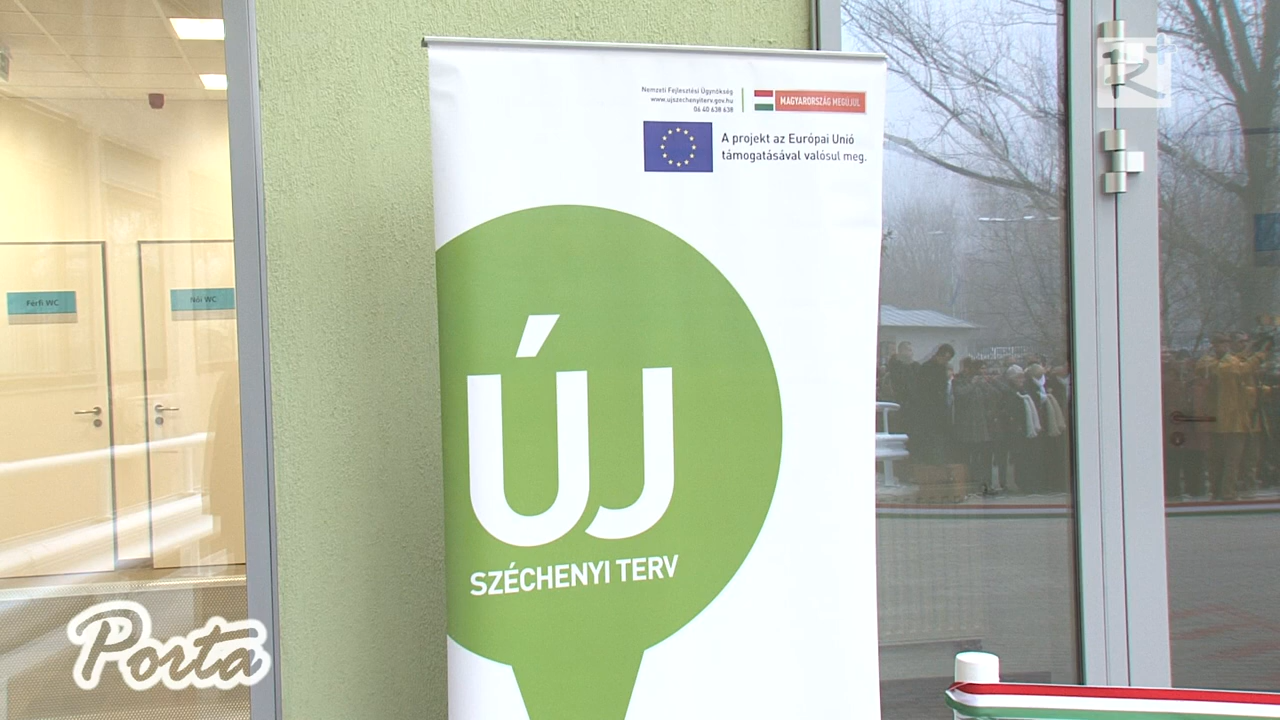 Nemzeti Fejlesztési Ügynökség
www.ujszechenyiterv.gov.hu
06 40 638 638
MAGYARORSZÁG MEGÚJUL
A projekt az Európai Unió
támogatásával valósul meg.
Férfi WC
Női WC
ÚJ
SZÉCHENYI TERV
Porta